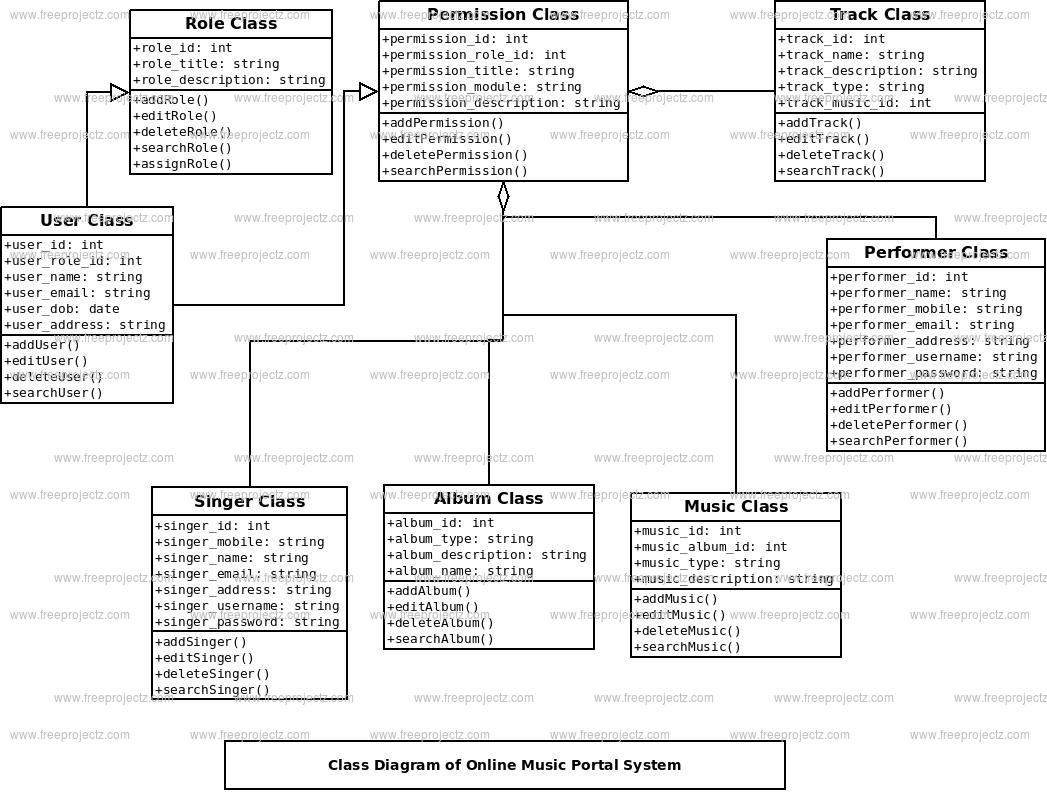 Role Class
+role_id: int
+role_title: string
+role_description: string
+addRole()
+editRole()
+deleteRole()
+searchRole()
+assignRole()
Permission Class
+permission_id: int
+permission_role_id: int
+permission_title: string
+permission_module: string
+permission_description: string
+addPermission()
+editPermission()
+deletePermission()
+searchPermission()
Track Class
+track_id: int
+track_name: string
+track_description: string
+track_type: string
+track_music_id: int
+addTrack()
+editTrack()
+deleteTrack()
+searchTrack()
User Class
+user_id: int
+user_role_id: int
+user_name: string
+user_email: string
+user_dob: date
+user_address: string
+addUser()
+editUser()
+deleteUser()
+searchUser()
Performer Class
+performer_id: int
+performer_name: string
+performer_mobile: string
+performer_email: string
+performer_address: string
+performer_username: string
+performer_password: string
+addPerformer()
+editPerformer()
+deletePerformer()
+searchPerformer()
Singer Class
+singer_id: int
+singer_mobile: string
+singer_name: string
+singer_email: string
+singer_address: string
+singer_username: string
+singer_password: string
+addSinger()
+editSinger()
+deleteSinger()
+searchSinger()
Album Class
+album_id: int
+album_type: string
+album_description: string
+album_name: string
+addAlbum()
+editAlbum()
+deleteAlbum()
+searchAlbum()
Music Class
+music_id: int
+music_album_id: int
+music_type: string
+music_description: string
+addMusic()
+editMusic()
+deleteMusic()
+searchMusic()
Class Diagram of Online Music Portal System
www.freeprojectz.com